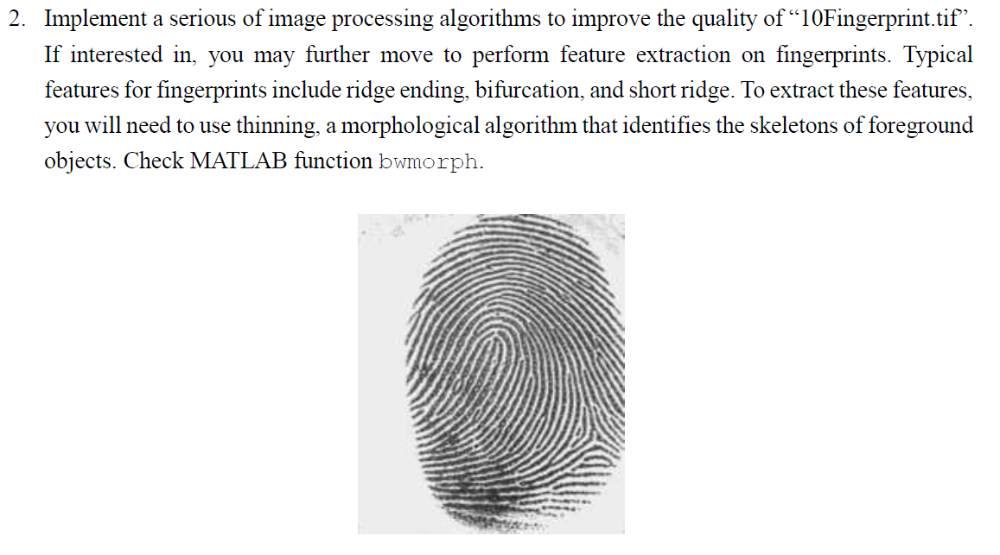 2. Implement a serious of image processing algorithms to improve the quality of “10Fingerprint.tif”.
If interested in, you may further move to perform feature extraction on fingerprints. Typical
features for fingerprints include ridge ending, bifurcation, and short ridge. To extract these features,
you will need to use thinning, a morphological algorithm that identifies the skeletons of foreground
objects. Check MATLAB function bwmorph.